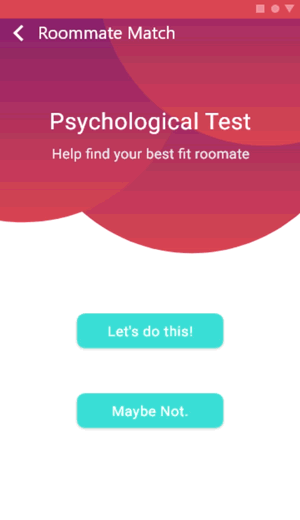 Roommate Match
Psychological Test
Help find your best fit roomate
Let's do this!
Maybe Not.